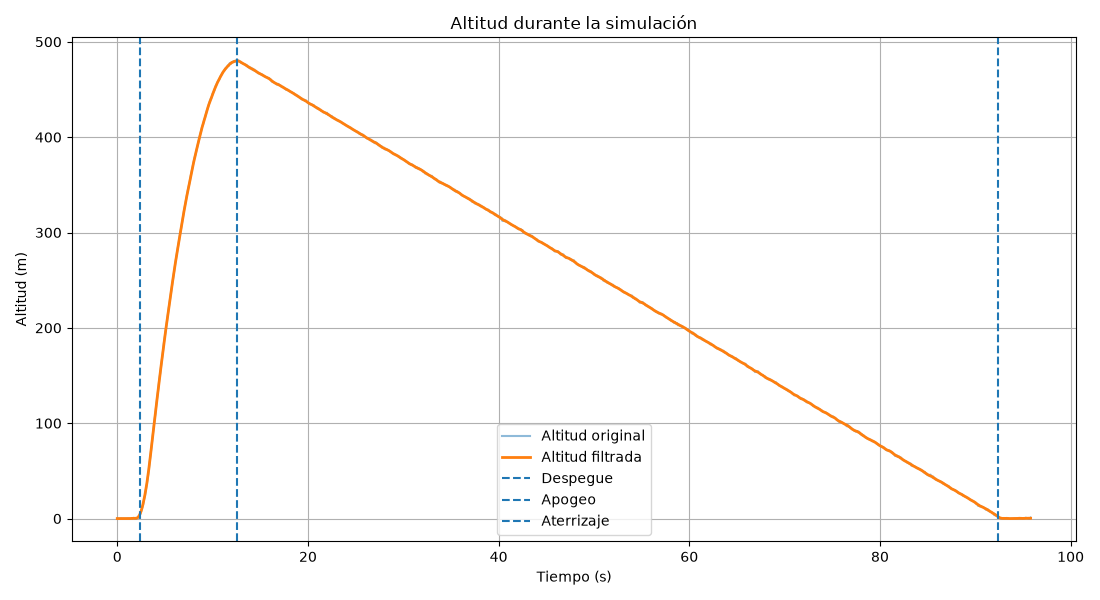 Altitud durante la simulación
500
400
300
200
100
0
Altitud (m)
Altitud original
Altitud filtrada
Despegue
Apogeo
Aterrizaje
0 20 40 60 80 100
Tiempo (s)